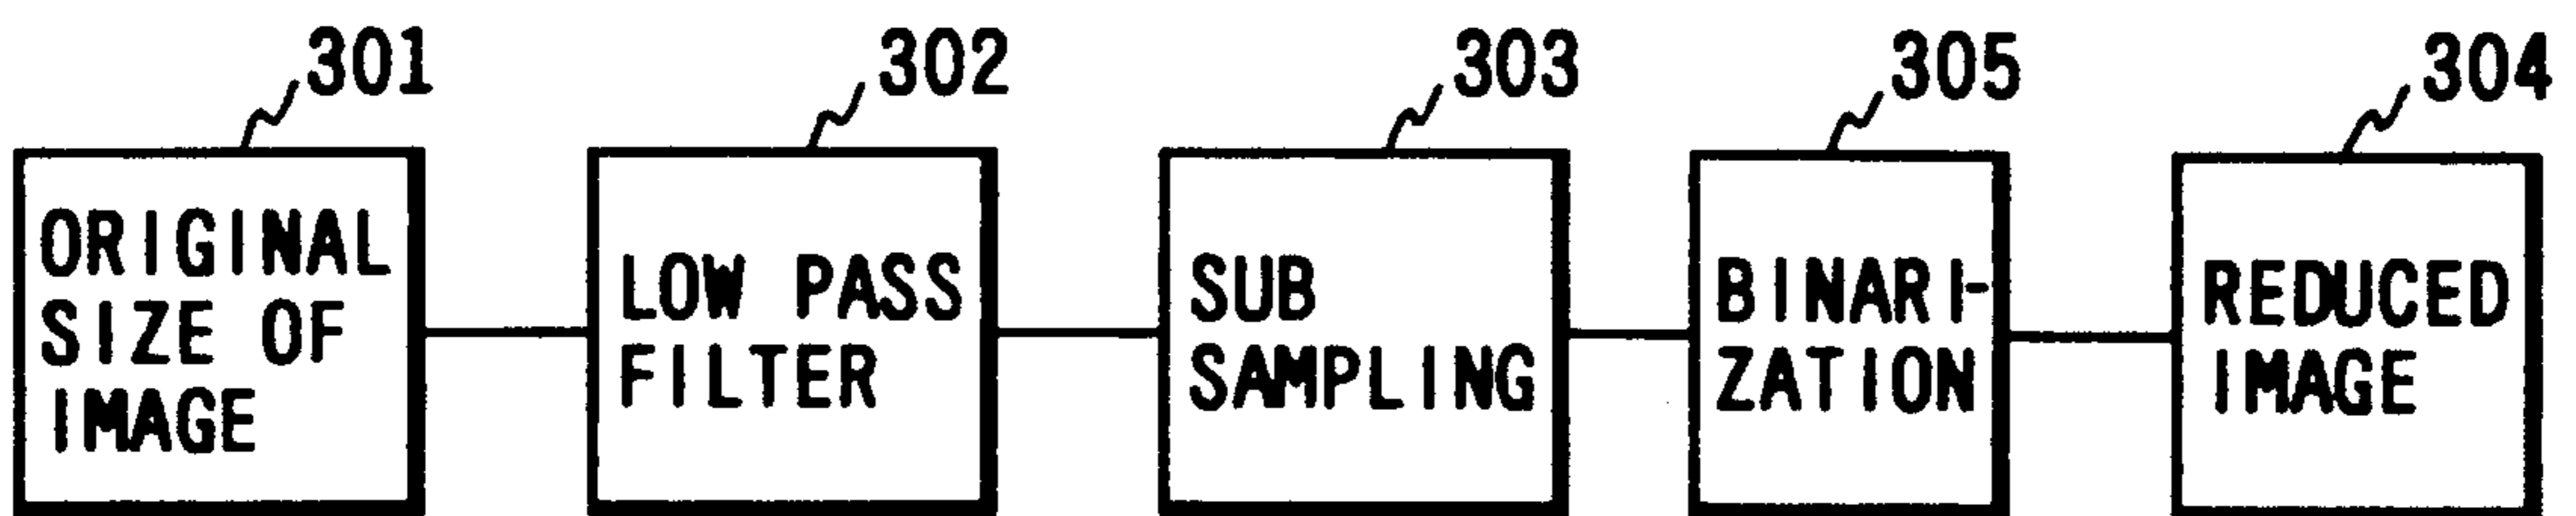 301
302
303
305
304
ORIGINAL
SIZE OF
IMAGE
LOW PASS
FILTER
SUB
SAMPLING
BINARI-
ZATION
REDUCED
IMAGE